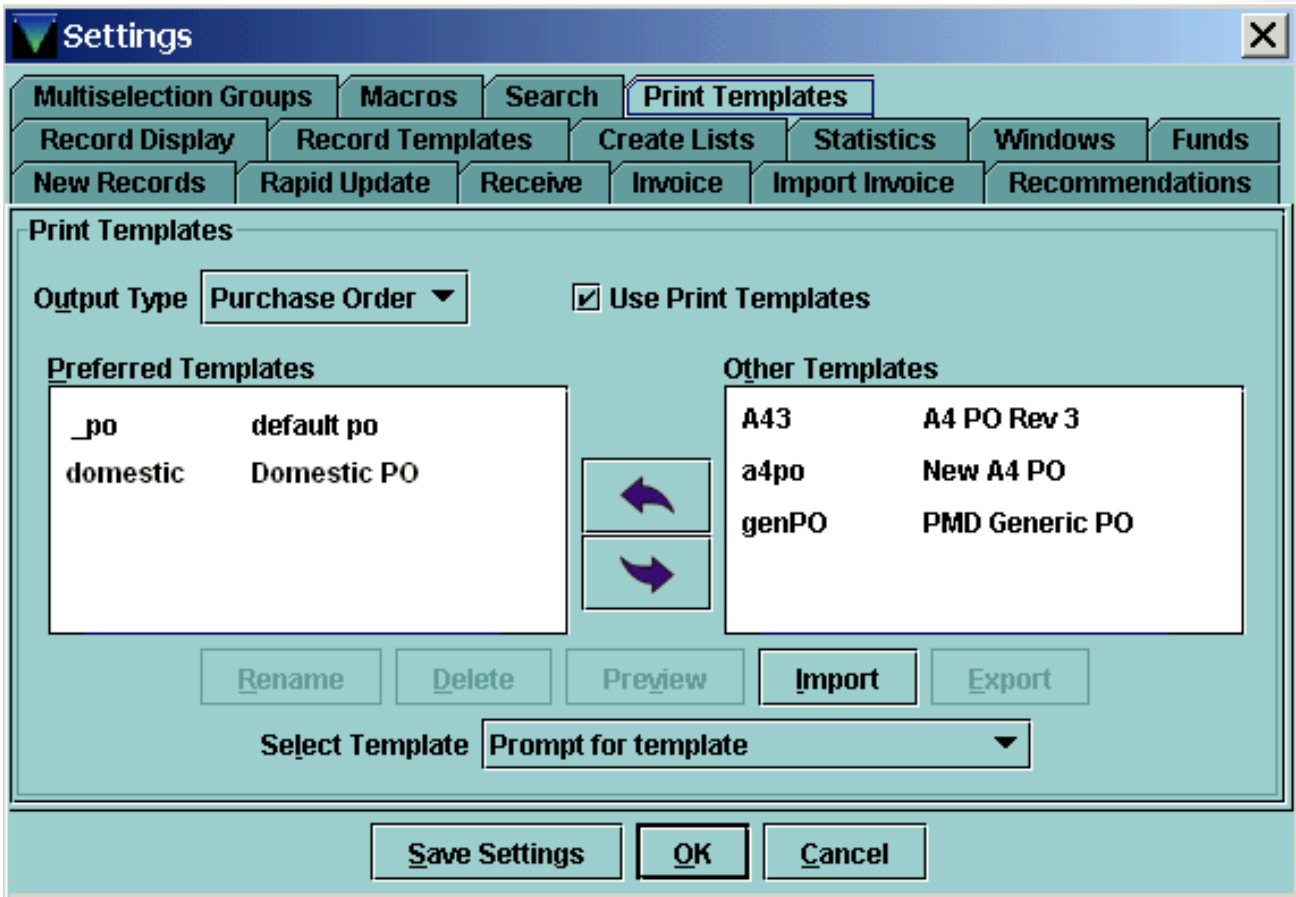 Settings
Multiselection Groups Macros Search Print Templates
Record Display Record Templates Create Lists Statistics Windows Funds
New Records Rapid Update Receive Invoice Import Invoice Recommendations
Print Templates
Output Type Purchase Order Use Print Templates
Preferred Templates
_po default po
domestic Domestic PO
Other Templates
A43 A4 PO Rev 3
a4po New A4 PO
genPO PMD Generic PO
Rename Delete Preview Import Export
Select Template Prompt for template
Save Settings OK Cancel